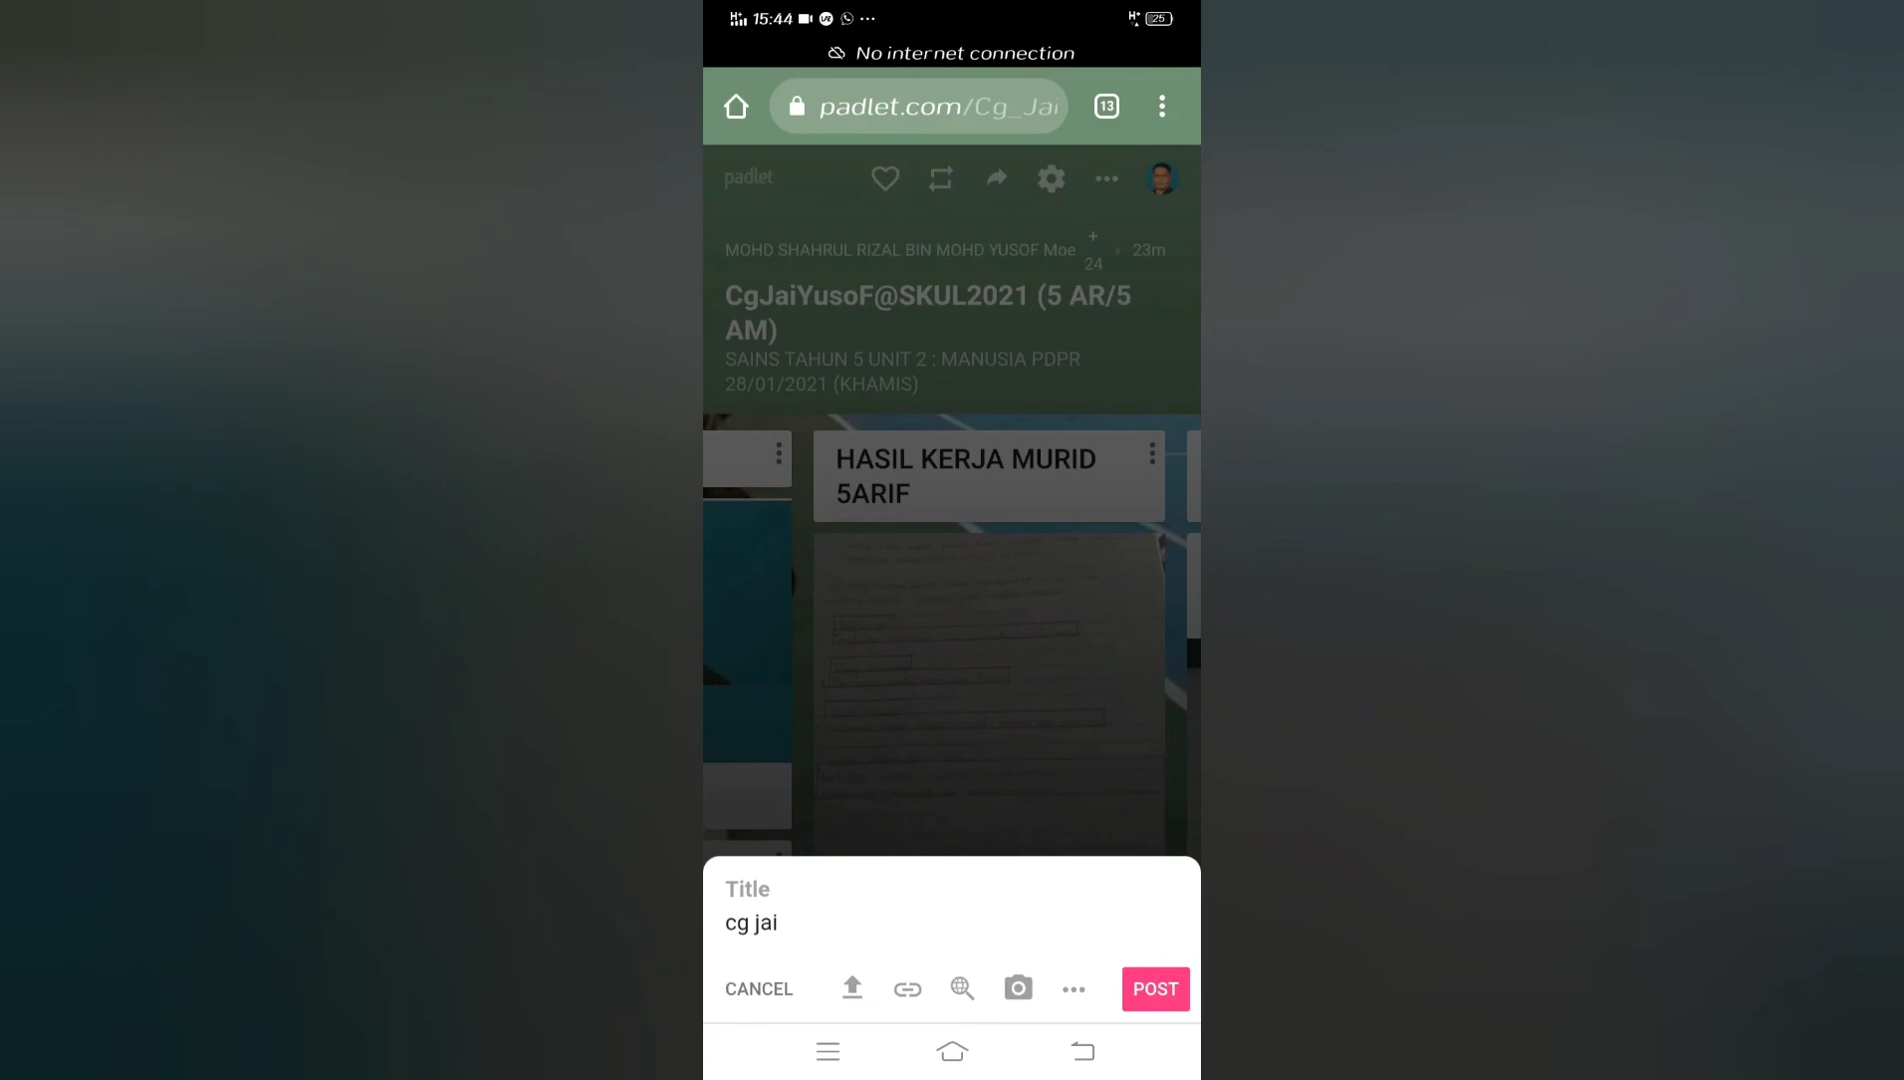 15:44
25
No internet connection
padlet.com/Cg_Jai
13
padlet
MOHD SHAHRUL RIZAL BIN MOHD YUSOF Moe + 24 • 23m
CgJaiYusoF@SKUL2021 (5 AR/5
AM)
SAINS TAHUN 5 UNIT 2 : MANUSIA PDPR
28/01/2021 (KHAMIS)
HASIL KERJA MURID
5ARIF
Title
cg jai
CANCEL
POST